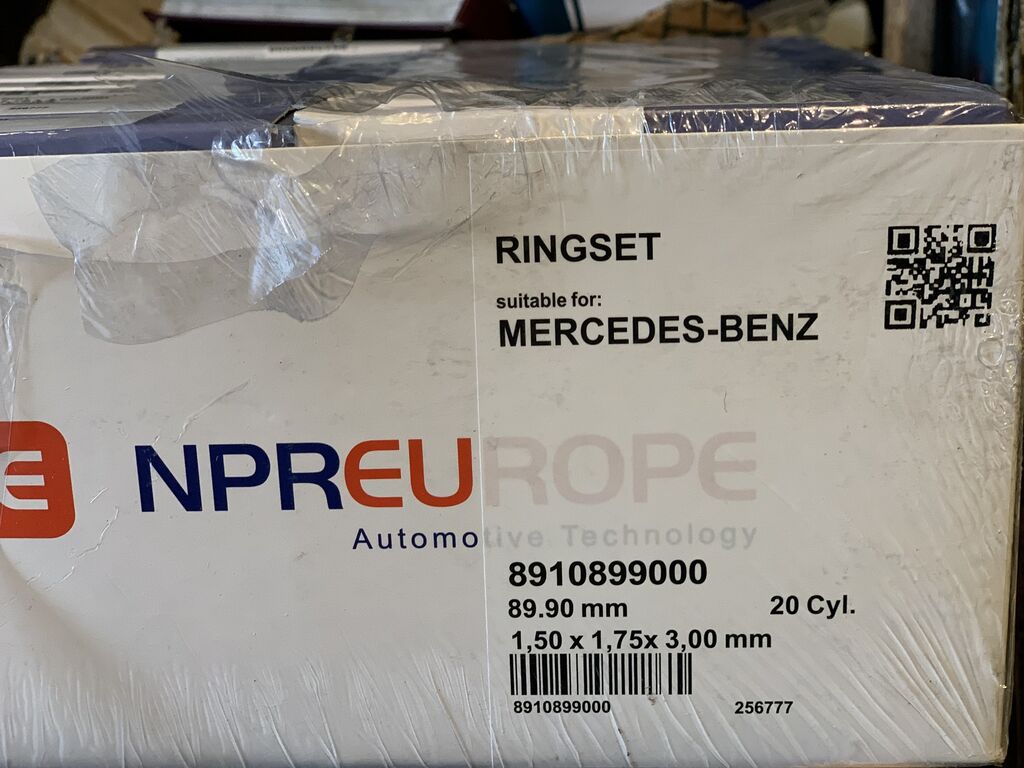 RINGSET
suitable for:
MERCEDES-BENZ
NPREUROPE
Automotive Technology
8910899000
89.90 mm 20 Cyl.
1,50 x 1,75x 3,00 mm
8910899000 256777